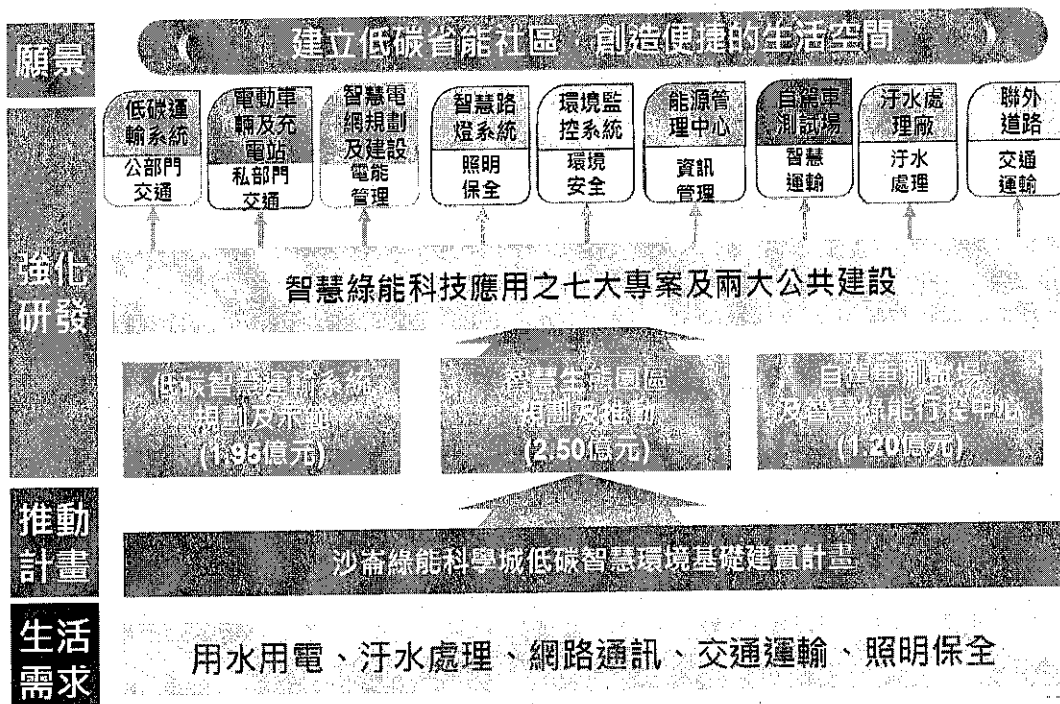 願景
建立低碳省能社區，創造便捷的生活空間
低碳運
輸系統
公部門
交通
電動車
輛及充
電站
私部門
交通
智慧電
網規劃
及建設
電能
管理
智慧路
燈系統
照明
保全
環境監
控系統
環境
安全
能源管
理中心
資訊
管理
自駕車
測試場
智慧
運輸
汙水處
理廠
汙水
處理
聯外
道路
交通
運輸
強化
研發
智慧綠能科技應用之七大專案及兩大公共建設
低碳智慧運輸系統
規劃及示範
(1.95億元)
智慧生態園區
規劃及推動
(2.50億元)
自駕車測試場
及智慧綠能行控中心
(1.20億元)
推動
計畫
沙崙綠能科學城低碳智慧環境基礎建置計畫
生活
需求
用水用電、汙水處理、網路通訊、交通運輸、照明保全